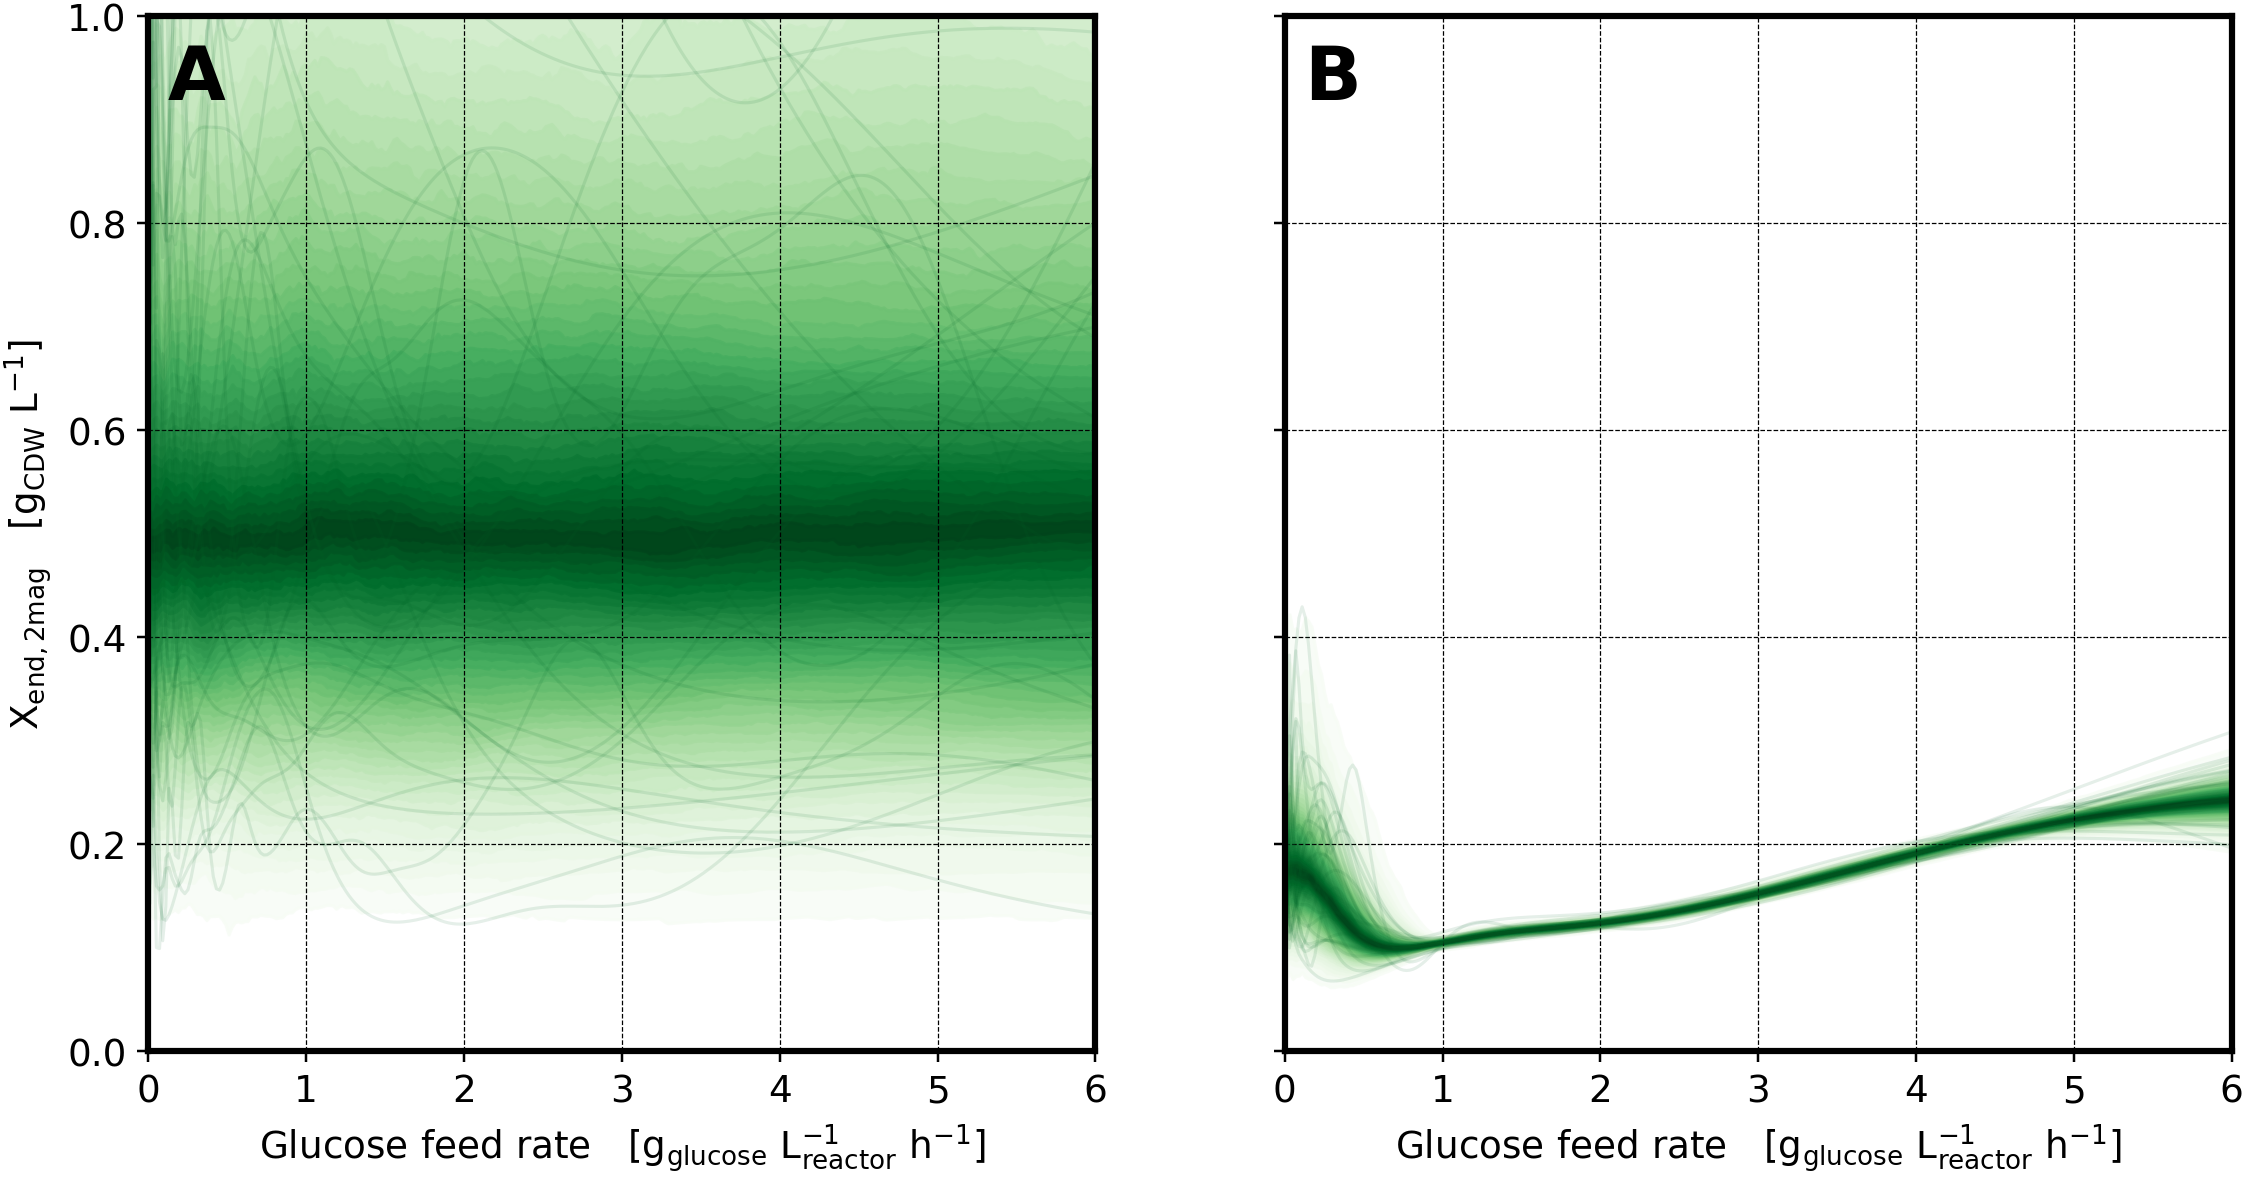 A
B
1.0
0.8
0.6
0.4
0.2
0.0
X_end, 2mag [g_CDW L^−1]
0 1 2 3 4 5 6
0 1 2 3 4 5 6
Glucose feed rate [g_glucose L_reactor^−1 h^−1]
Glucose feed rate [g_glucose L_reactor^−1 h^−1]